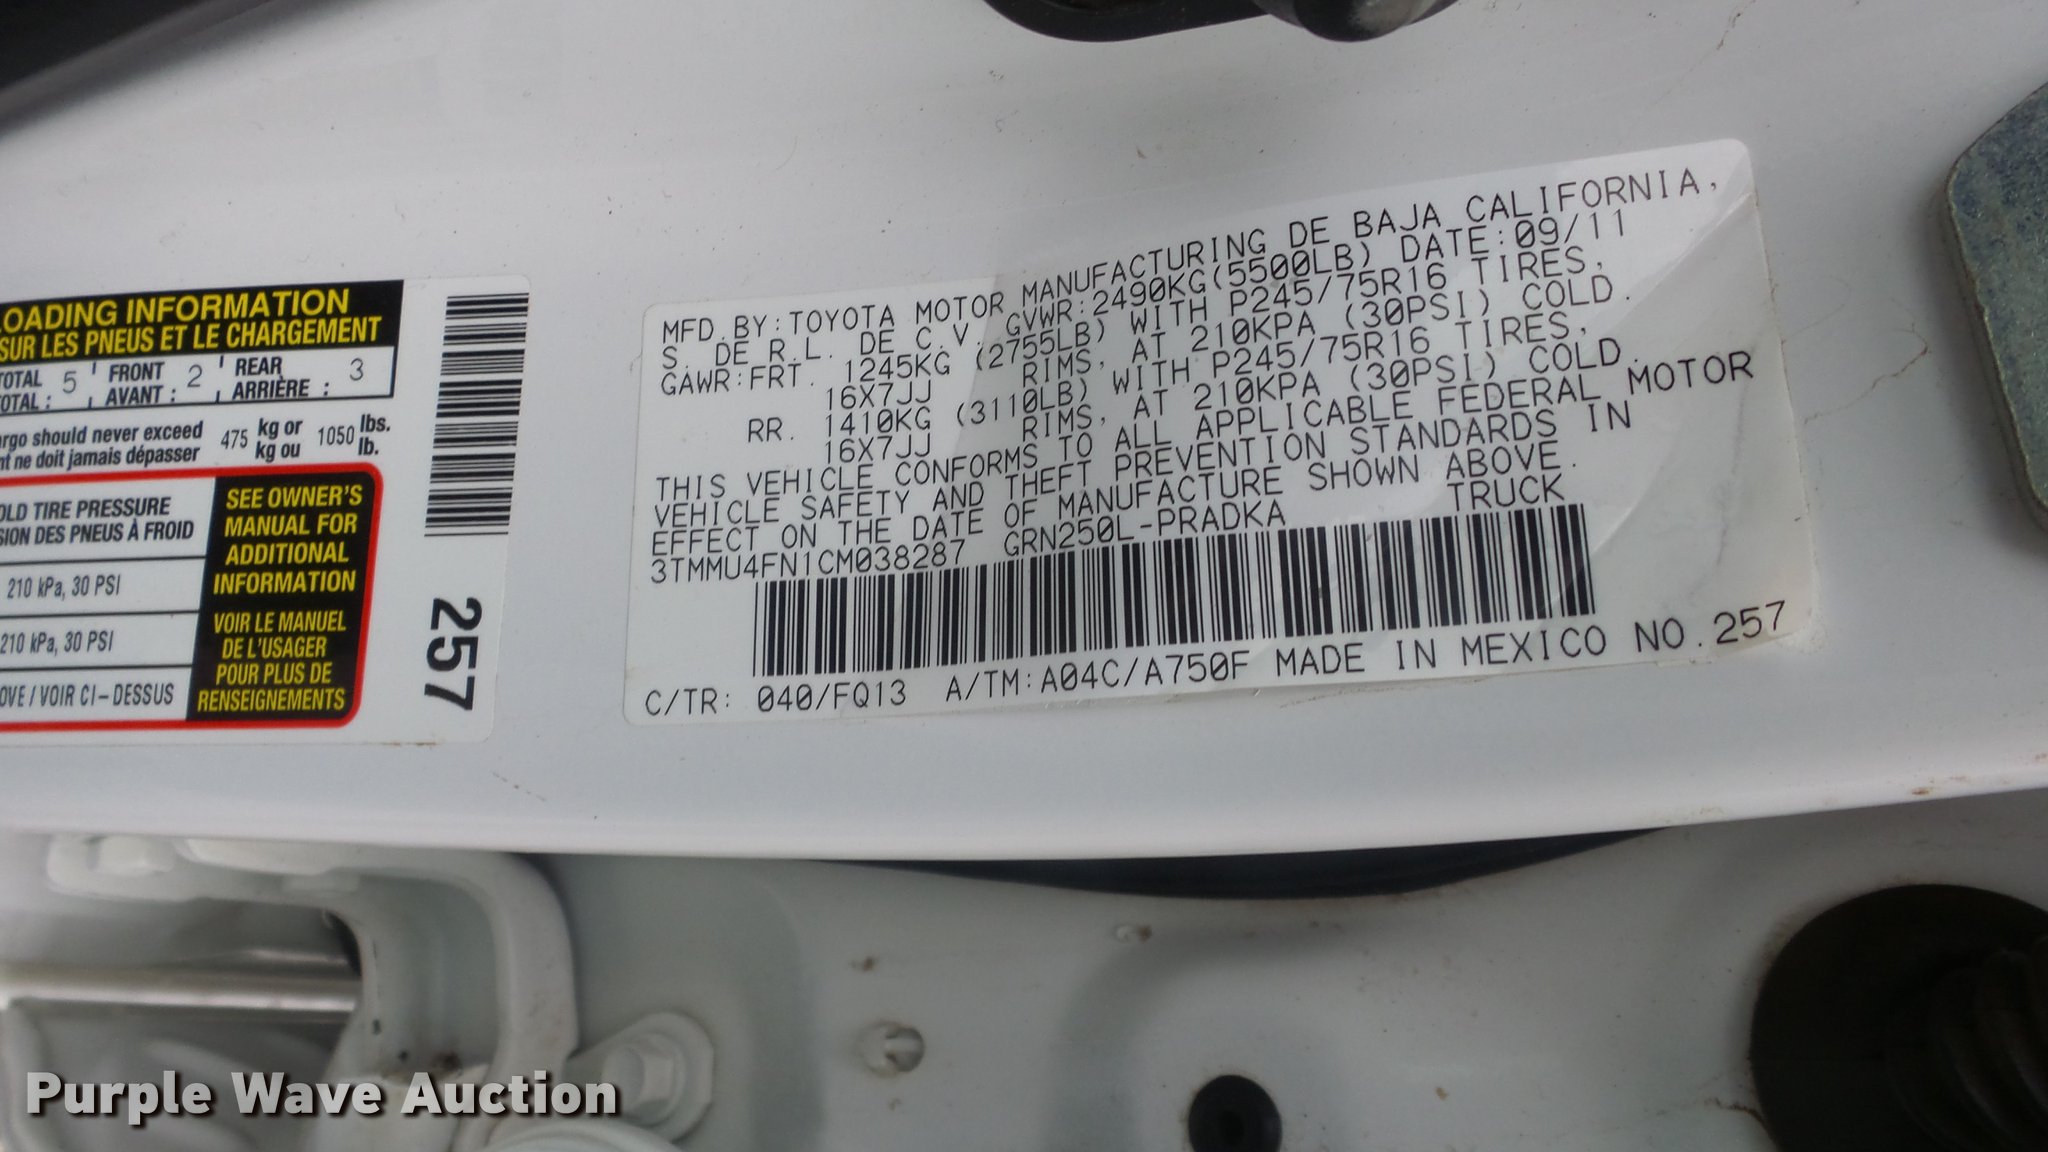 LOADING INFORMATION
SUR LES PNEUS ET LE CHARGEMENT
TOTAL 5 FRONT 2 REAR 3
TOTAL : AVANT : ARRIÈRE :
cargo should never exceed 475 kg or 1050 lbs.
nt ne doit jamais dépasser kg ou lb.
OLD TIRE PRESSURE
SION DES PNEUS À FROID
210 kPa, 30 PSI
210 kPa, 30 PSI
OVE / VOIR CI-DESSUS
SEE OWNER'S
MANUAL FOR
ADDITIONAL
INFORMATION
VOIR LE MANUEL
DE L'USAGER
POUR PLUS DE
RENSEIGNEMENTS
257
MFD.BY:TOYOTA MOTOR MANUFACTURING DE BAJA CALIFORNIA,
S. DE R.L. DE C.V. GVWR:2490KG(5500LB) DATE:09/11
GAWR:FRT. 1245KG (2755LB) WITH P245/75R16 TIRES,
16X7JJ RIMS, AT 210KPA (30PSI) COLD.
RR. 1410KG (3110LB) WITH P245/75R16 TIRES,
16X7JJ RIMS, AT 210KPA (30PSI) COLD.
THIS VEHICLE CONFORMS TO ALL APPLICABLE FEDERAL MOTOR
VEHICLE SAFETY AND THEFT PREVENTION STANDARDS IN
EFFECT ON THE DATE OF MANUFACTURE SHOWN ABOVE.
3TMMU4FN1CM038287 GRN250L-PRADKA TRUCK
C/TR: 040/FQ13 A/TM:A04C/A750F MADE IN MEXICO NO.257
Purple Wave Auction